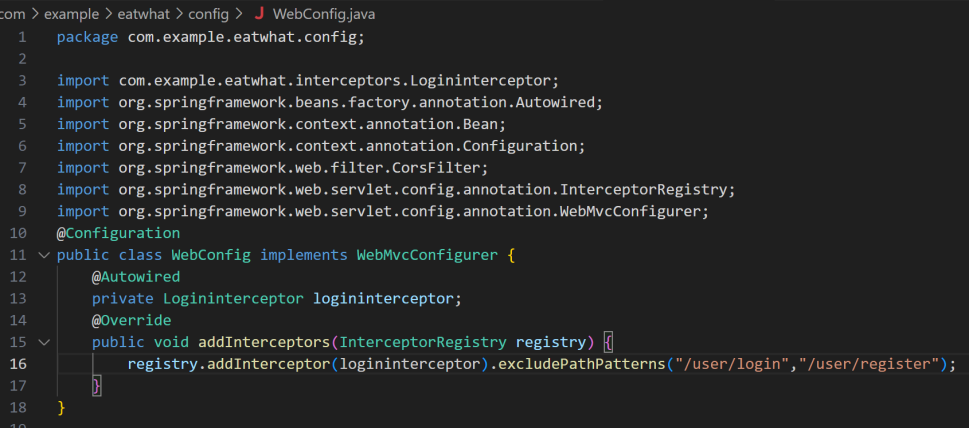 com > example > eatwhat > config > J WebConfig.java
1 package com.example.eatwhat.config;
2
3 import com.example.eatwhat.interceptors.Logininterceptor;
4 import org.springframework.beans.factory.annotation.Autowired;
5 import org.springframework.context.annotation.Bean;
6 import org.springframework.context.annotation.Configuration;
7 import org.springframework.web.filter.CorsFilter;
8 import org.springframework.web.servlet.config.annotation.InterceptorRegistry;
9 import org.springframework.web.servlet.config.annotation.WebMvcConfigurer;
10 @Configuration
11 public class WebConfig implements WebMvcConfigurer {
12 @Autowired
13 private Logininterceptor logininterceptor;
14 @Override
15 public void addInterceptors(InterceptorRegistry registry) {
16 registry.addInterceptor(logininterceptor).excludePathPatterns("/user/login","/user/register");
17 }
18 }